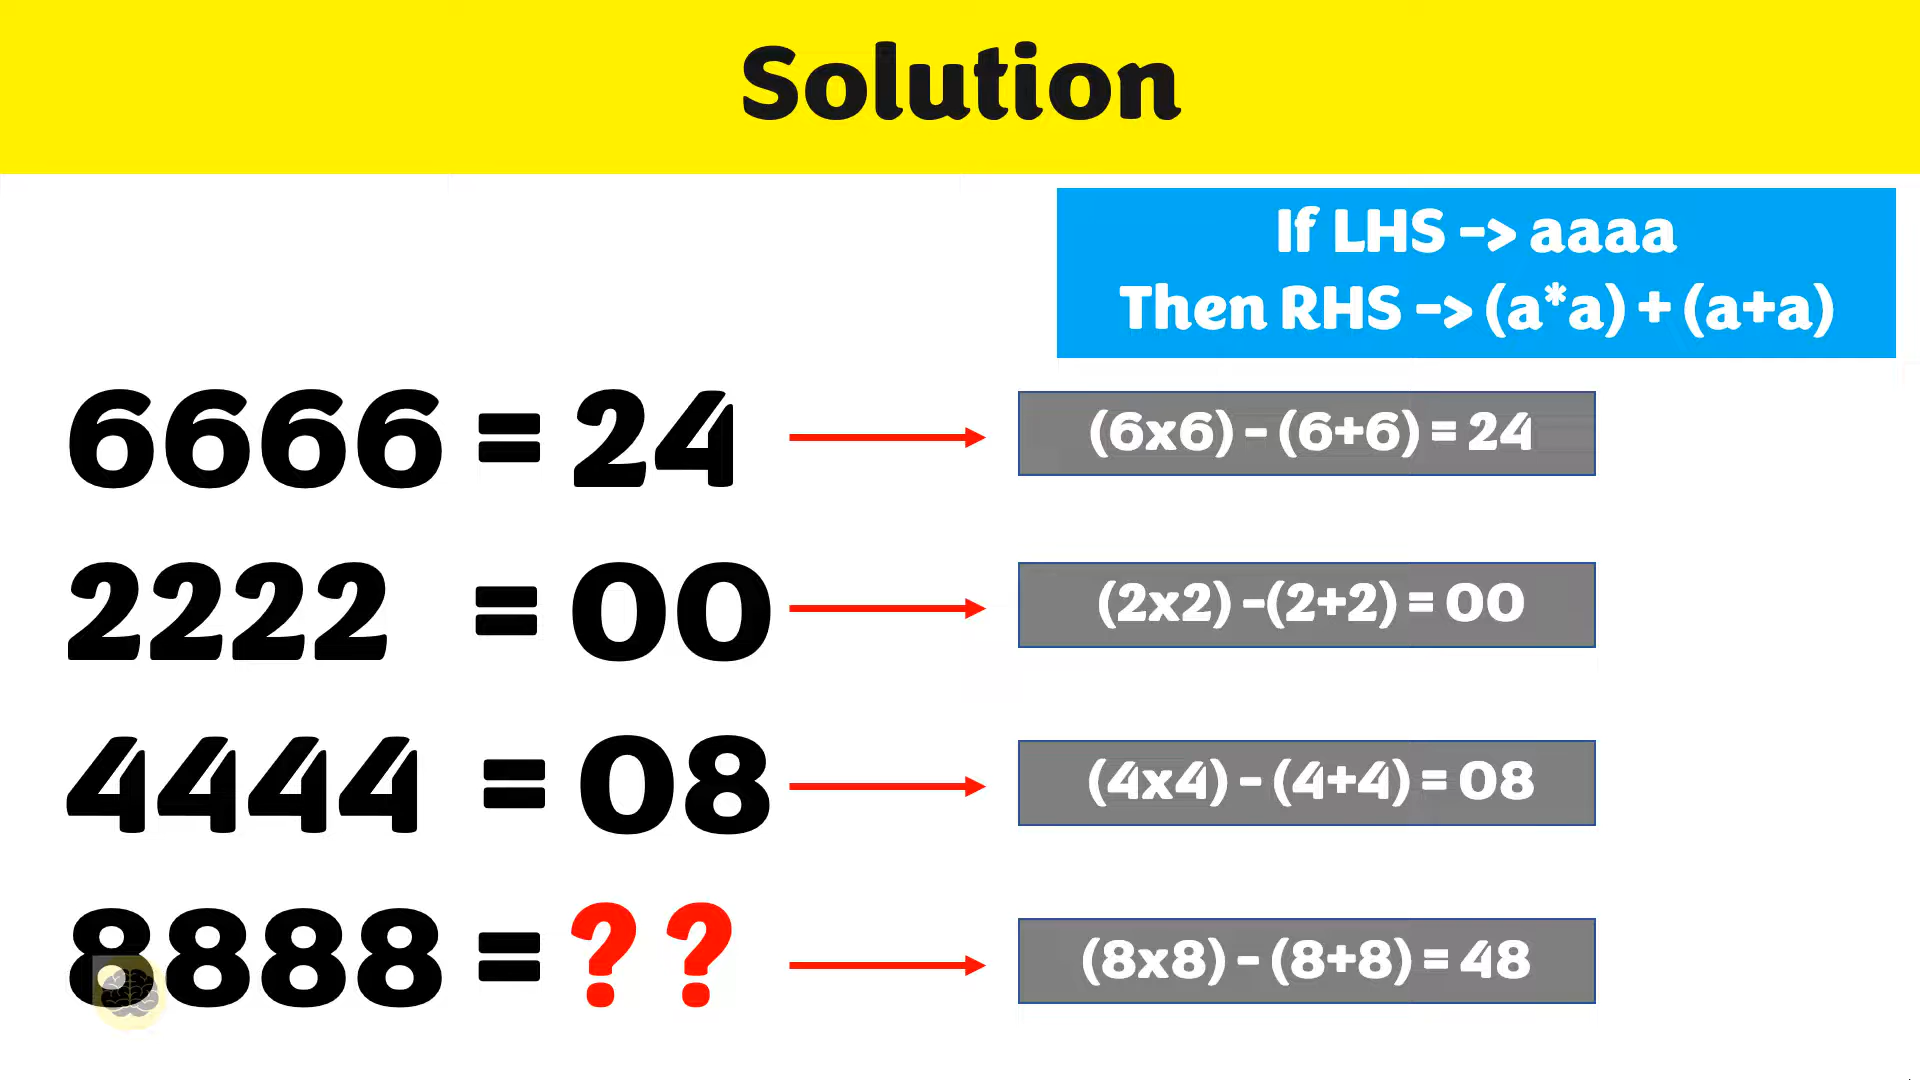 Solution
If LHS -> aaaa
Then RHS -> (a*a) + (a+a)
6666 = 24
(6x6) - (6+6) = 24
2222 = 00
(2x2) -(2+2) = 00
4444 = 08
(4x4) - (4+4) = 08
8888 = ??
(8x8) - (8+8) = 48